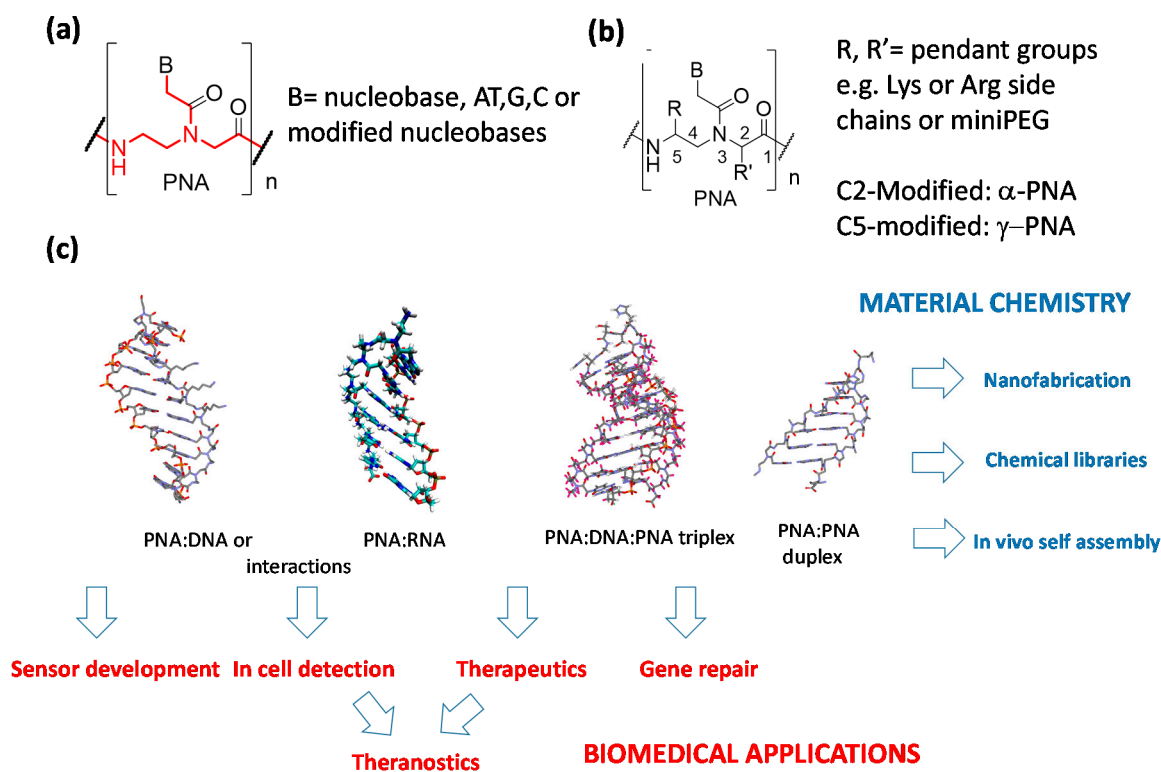 (a)
B
O
O
N
N
H
PNA
n
B= nucleobase, AT,G,C or
modified nucleobases
(b)
B
R
O
O
4
2
N
N
H
5
3
1
R'
PNA
n
R, R’= pendant groups
e.g. Lys or Arg side
chains or miniPEG
C2-Modified: α-PNA
C5-modified: γ–PNA
(c)
MATERIAL CHEMISTRY
Nanofabrication
Chemical libraries
In vivo self assembly
PNA:DNA or
interactions
PNA:RNA
PNA:DNA:PNA triplex
PNA:PNA
duplex
Sensor development
In cell detection
Therapeutics
Gene repair
Theranostics
BIOMEDICAL APPLICATIONS